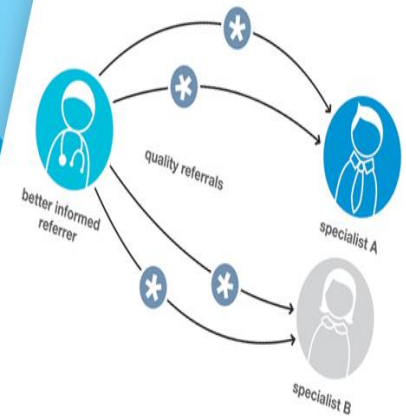 quality referrals
better informed
referrer
specialist A
specialist B